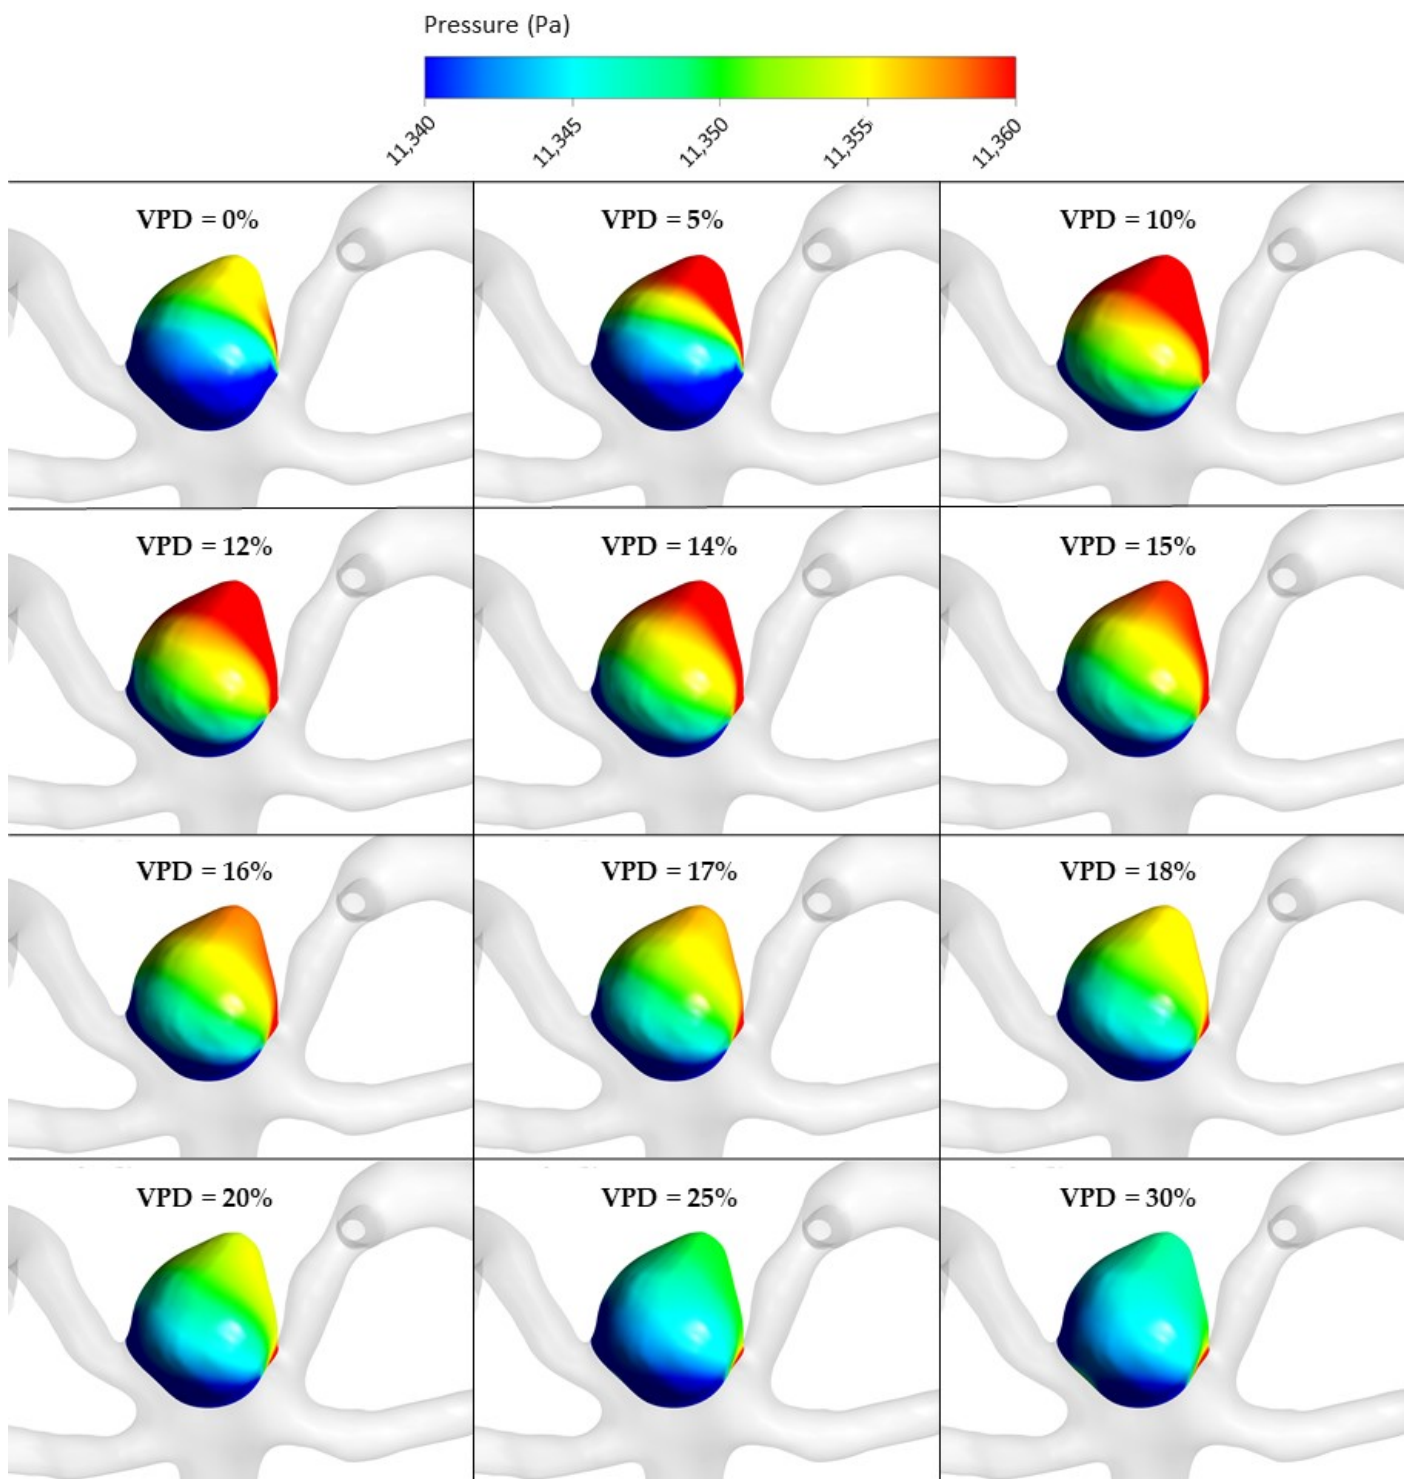 Pressure (Pa)
11,340 11,345 11,350 11,355 11,360
VPD = 0% VPD = 5% VPD = 10%
VPD = 12% VPD = 14% VPD = 15%
VPD = 16% VPD = 17% VPD = 18%
VPD = 20% VPD = 25% VPD = 30%